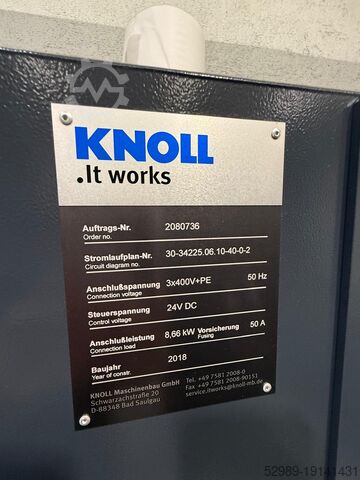 KNOLL
.It works
Auftrags-Nr. 2080736
Order no.
Stromlaufplan-Nr. 30-34225.06.10-40-0-2
Circuit diagram no.
Anschlußspannung 3x400V+PE 50 Hz
Connection voltage
Steuerspannung 24V DC
Control voltage
Anschlußleistung 8,66 kW Vorsicherung 50 A
Connection load Fusing
Baujahr 2018
Year of constr.
KNOLL Maschinenbau GmbH Tel. +49 7581 2008-0
Schwarzachstraße 20 Fax +49 7581 2008-90151
D-88348 Bad Saulgau service.itworks@knoll-mb.de
52989-19141431